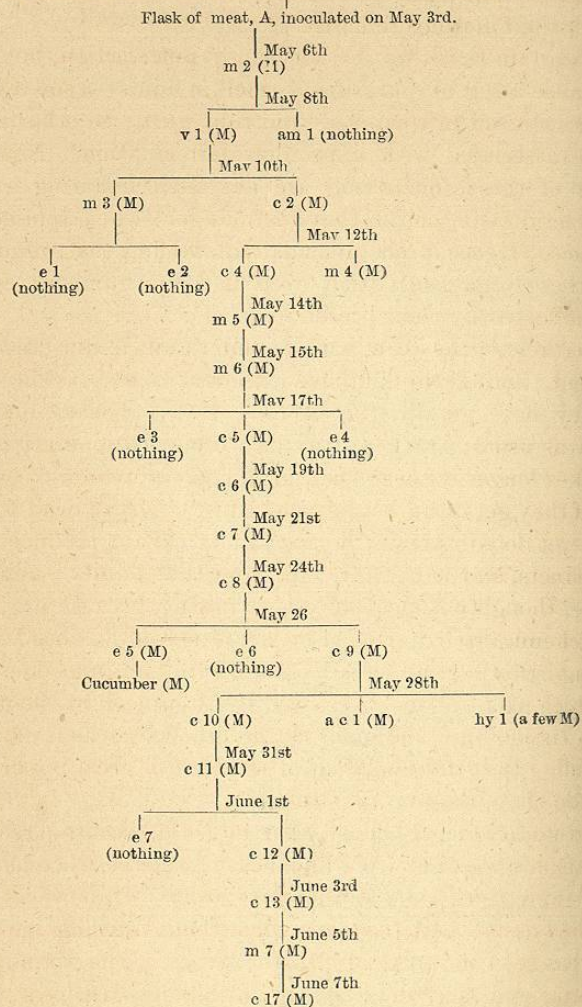 Flask of meat, A, inoculated on May 3rd.
May 6th
m 2 (M)
May 8th
v 1 (M) am 1 (nothing)
May 10th
m 3 (M) c 2 (M)
May 12th
e 1 e 2 c 4 (M) m 4 (M)
(nothing) (nothing)
May 14th
m 5 (M)
May 15th
m 6 (M)
May 17th
e 3 c 5 (M) e 4
(nothing) (nothing)
May 19th
c 6 (M)
May 21st
c 7 (M)
May 24th
c 8 (M)
May 26
e 5 (M) e 6 c 9 (M)
(nothing)
Cucumber (M) May 28th
c 10 (M) a c 1 (M) hy 1 (a few M)
May 31st
c 11 (M)
June 1st
e 7
(nothing) c 12 (M)
June 3rd
c 13 (M)
June 5th
m 7 (M)
June 7th
c 17 (M)